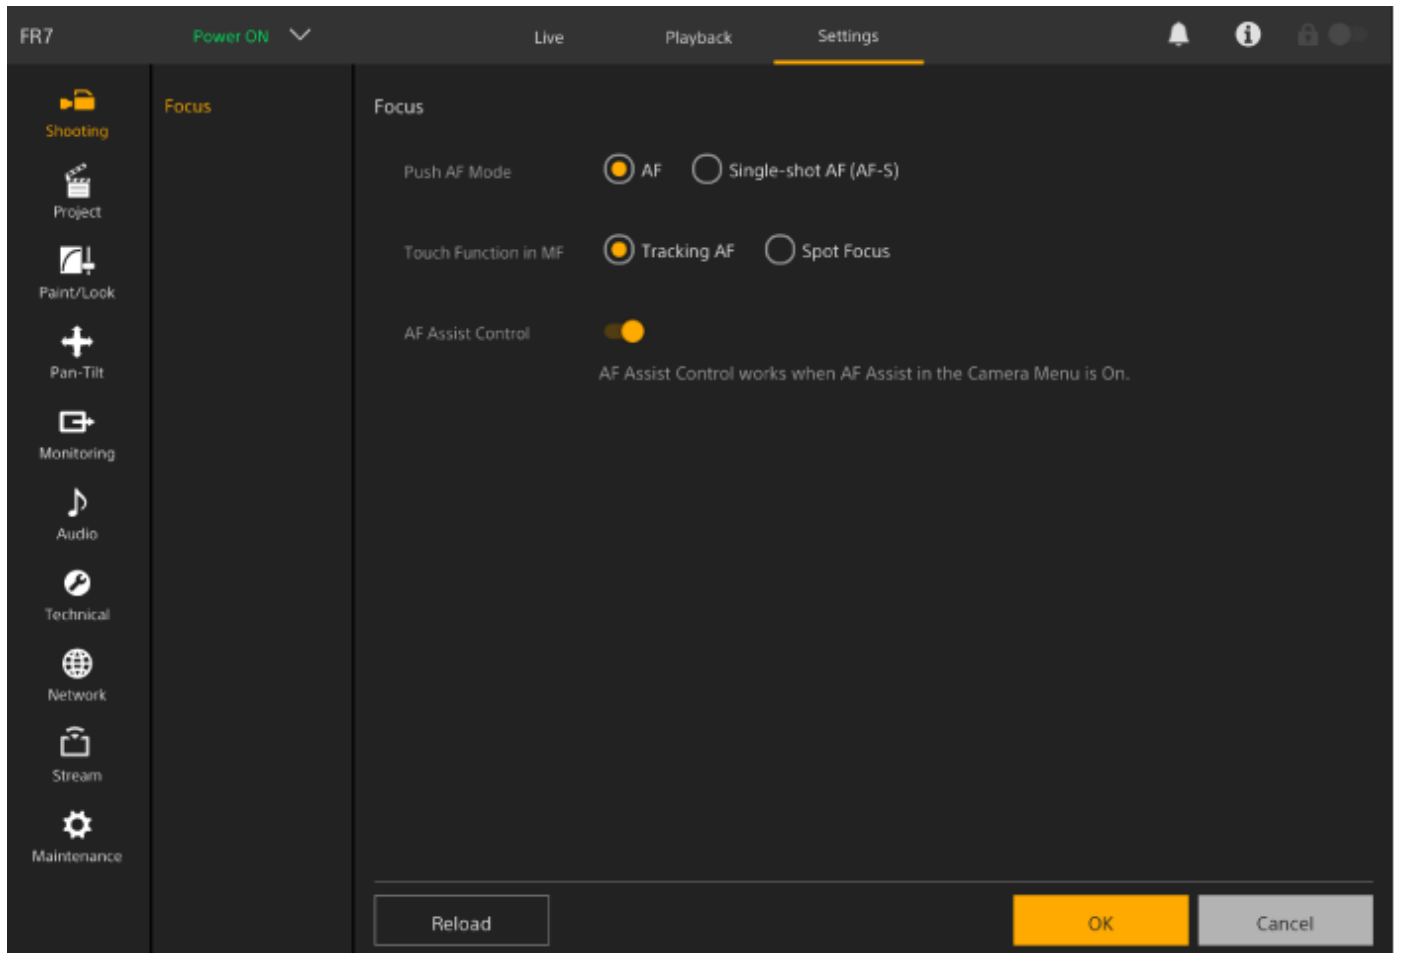 FR7
Power ON
Live
Playback
Settings
Shooting
Project
Paint/Look
Pan-Tilt
Monitoring
Audio
Technical
Network
Stream
Maintenance
Focus
Focus
Push AF Mode
AF
Single-shot AF (AF-S)
Touch Function in MF
Tracking AF
Spot Focus
AF Assist Control
AF Assist Control works when AF Assist in the Camera Menu is On.
Reload
OK
Cancel